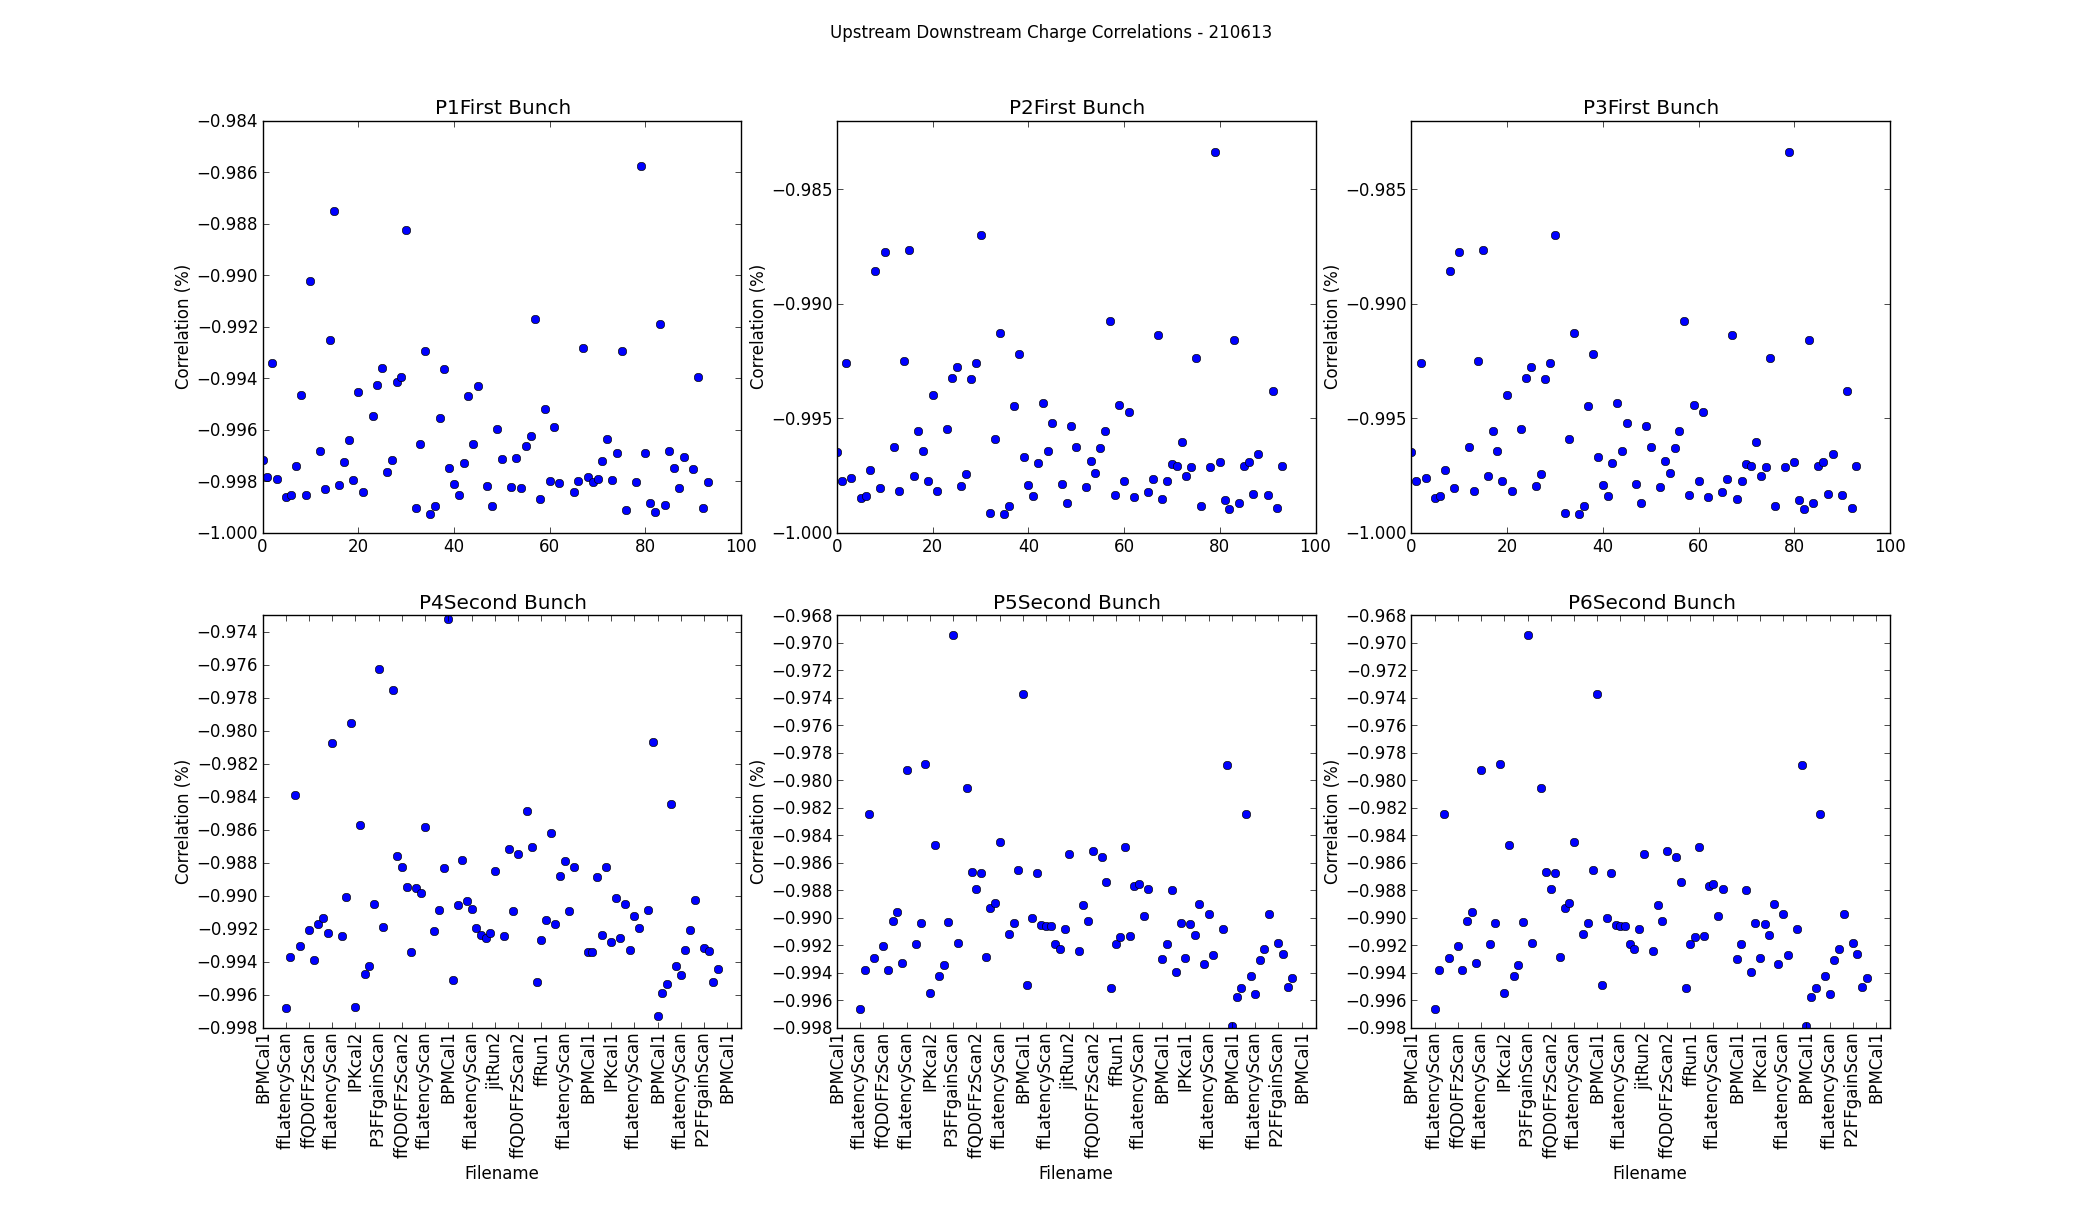 Upstream Downstream Charge Correlations - 210613
P1First Bunch
P2First Bunch
P3First Bunch
Correlation (%)
−0.984
−0.986
−0.988
−0.990
−0.992
−0.994
−0.996
−0.998
−1.000
0 20 40 60 80 100
Correlation (%)
−0.985
−0.990
−0.995
−1.000
0 20 40 60 80 100
Correlation (%)
−0.985
−0.990
−0.995
−1.000
0 20 40 60 80 100
P4Second Bunch
P5Second Bunch
P6Second Bunch
Correlation (%)
−0.974
−0.976
−0.978
−0.980
−0.982
−0.984
−0.986
−0.988
−0.990
−0.992
−0.994
−0.996
−0.998
BPMCal1
ffLatencyScan
ffQD0FFzScan
ffLatencyScan
IPKcal2
P3FFgainScan
ffQD0FFzScan2
ffLatencyScan
BPMCal1
ffLatencyScan
jitRun2
ffQD0FFzScan2
ffRun1
ffLatencyScan
BPMCal1
IPKcal1
ffLatencyScan
BPMCal1
ffLatencyScan
P2FFgainScan
BPMCal1
Filename
Correlation (%)
−0.968
−0.970
−0.972
−0.974
−0.976
−0.978
−0.980
−0.982
−0.984
−0.986
−0.988
−0.990
−0.992
−0.994
−0.996
−0.998
BPMCal1
ffLatencyScan
ffQD0FFzScan
ffLatencyScan
IPKcal2
P3FFgainScan
ffQD0FFzScan2
ffLatencyScan
BPMCal1
ffLatencyScan
jitRun2
ffQD0FFzScan2
ffRun1
ffLatencyScan
BPMCal1
IPKcal1
ffLatencyScan
BPMCal1
ffLatencyScan
P2FFgainScan
BPMCal1
Filename
Correlation (%)
−0.968
−0.970
−0.972
−0.974
−0.976
−0.978
−0.980
−0.982
−0.984
−0.986
−0.988
−0.990
−0.992
−0.994
−0.996
−0.998
BPMCal1
ffLatencyScan
ffQD0FFzScan
ffLatencyScan
IPKcal2
P3FFgainScan
ffQD0FFzScan2
ffLatencyScan
BPMCal1
ffLatencyScan
jitRun2
ffQD0FFzScan2
ffRun1
ffLatencyScan
BPMCal1
IPKcal1
ffLatencyScan
BPMCal1
ffLatencyScan
P2FFgainScan
BPMCal1
Filename